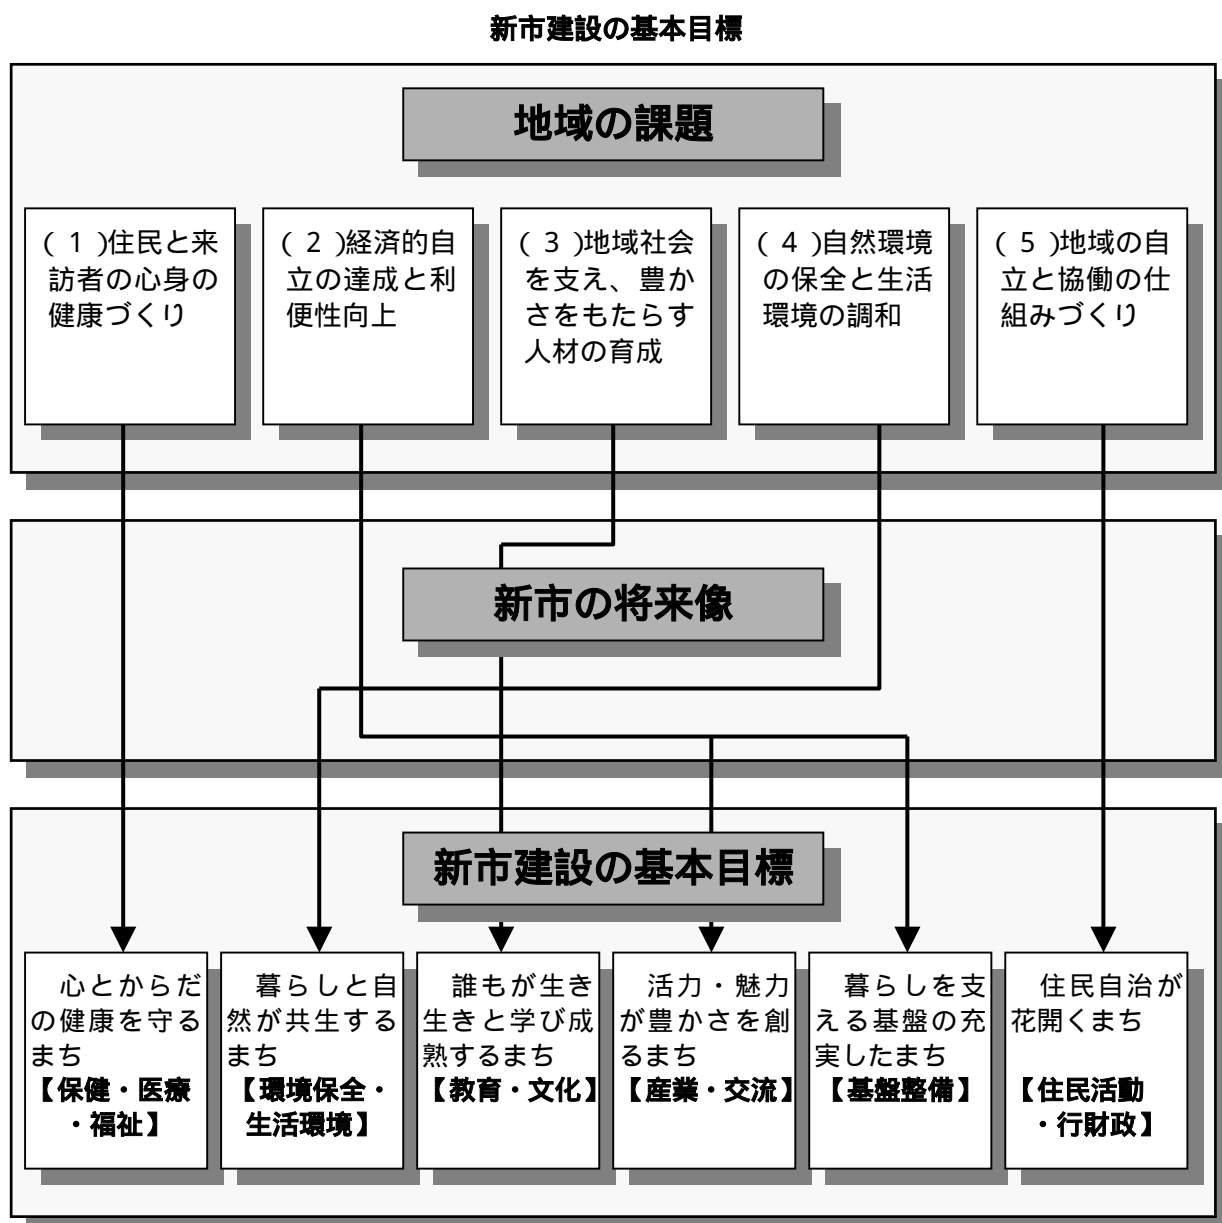 新市建設の基本目標
地域の課題
(1)住民と来
訪者の心身の
健康づくり
(2)経済的自
立の達成と利
便性向上
(3)地域社会
を支え、豊か
さをもたらす
人材の育成
(4)自然環境
の保全と生活
環境の調和
(5)地域の自
立と協働の仕
組みづくり
新市の将来像
新市建設の基本目標
心とからだ
の健康を守る
まち
【保健・医療
・福祉】
暮らしと自
然が共生する
まち
【環境保全・
生活環境】
誰もが生き
生きと学び成
熟するまち
【教育・文化】
活力・魅力
が豊かさを創
るまち
【産業・交流】
暮らしを支
える基盤の充
実したまち
【基盤整備】
住民自治が
花開くまち
【住民活動
・行財政】